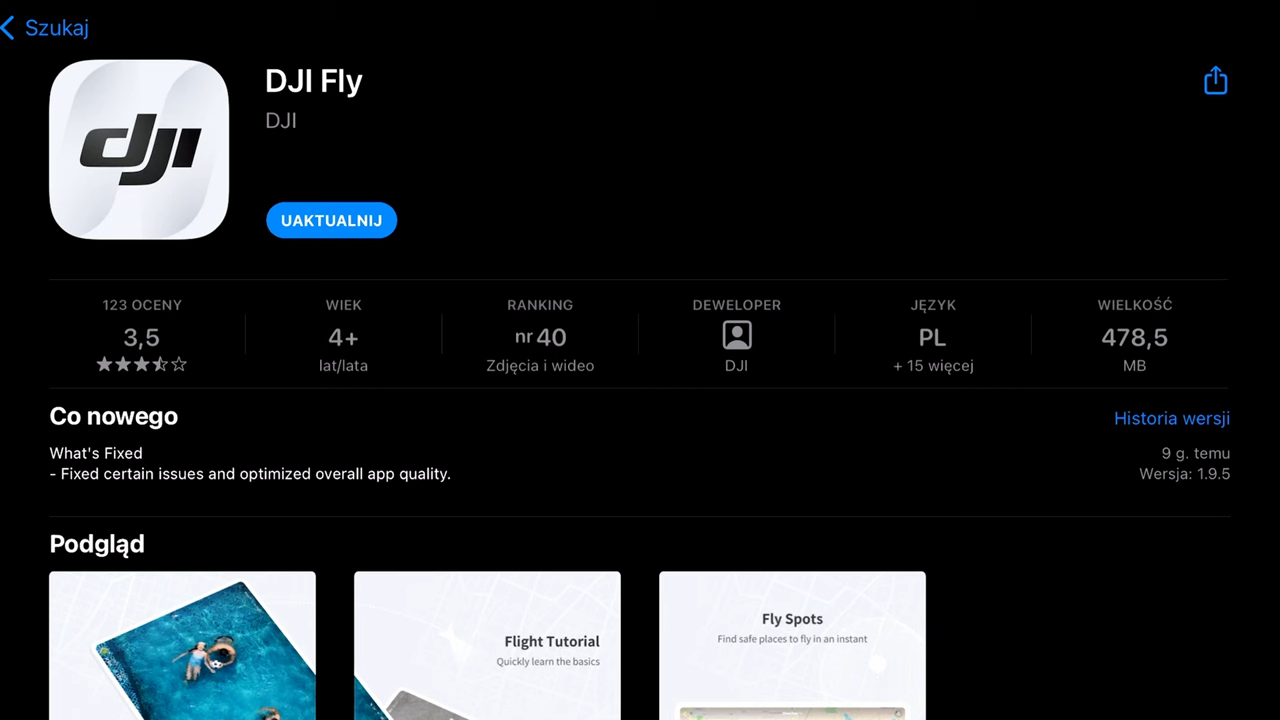 Szukaj
dji
DJI Fly
DJI
UAKTUALNIJ
123 OCENY
3,5
WIEK
4+
lat/lata
RANKING
nr 40
Zdjęcia i wideo
DEWELOPER
DJI
JĘZYK
PL
+ 15 więcej
WIELKOŚĆ
478,5
MB
Co nowego
Historia wersji
What's Fixed
9 g. temu
- Fixed certain issues and optimized overall app quality.
Wersja: 1.9.5
Podgląd
Flight Tutorial
Quickly learn the basics
Fly Spots
Find safe places to fly in an instant